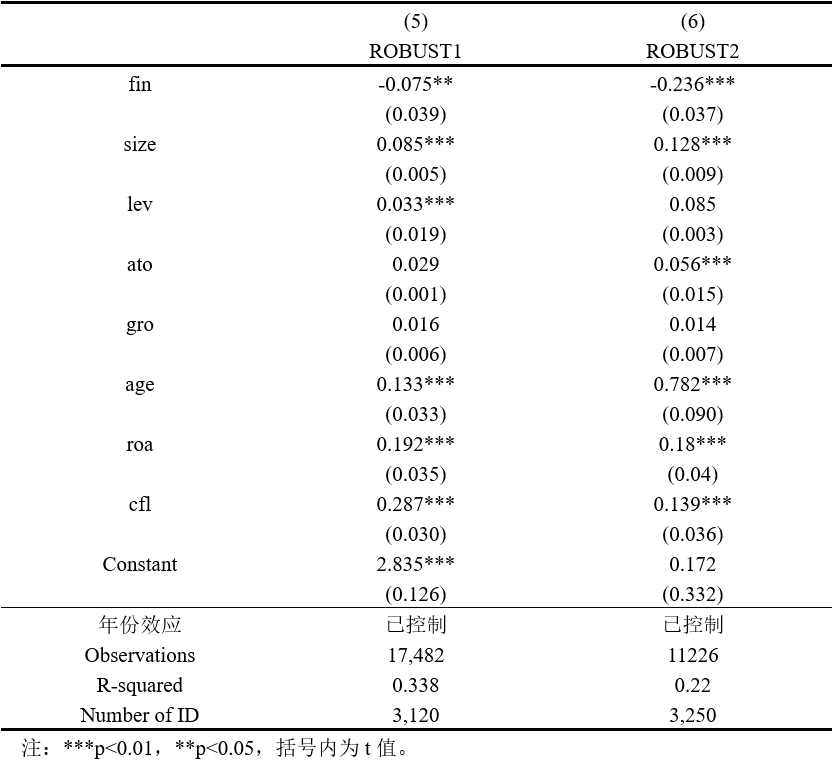 (5) (6)
ROBUST1 ROBUST2
fin -0.075** -0.236***
(0.039) (0.037)
size 0.085*** 0.128***
(0.005) (0.009)
lev 0.033*** 0.085
(0.019) (0.003)
ato 0.029 0.056***
(0.001) (0.015)
gro 0.016 0.014
(0.006) (0.007)
age 0.133*** 0.782***
(0.033) (0.090)
roa 0.192*** 0.18***
(0.035) (0.04)
cfl 0.287*** 0.139***
(0.030) (0.036)
Constant 2.835*** 0.172
(0.126) (0.332)
年份效应 已控制 已控制
Observations 17,482 11226
R-squared 0.338 0.22
Number of ID 3,120 3,250
注：***p<0.01，**p<0.05，括号内为 t 值。